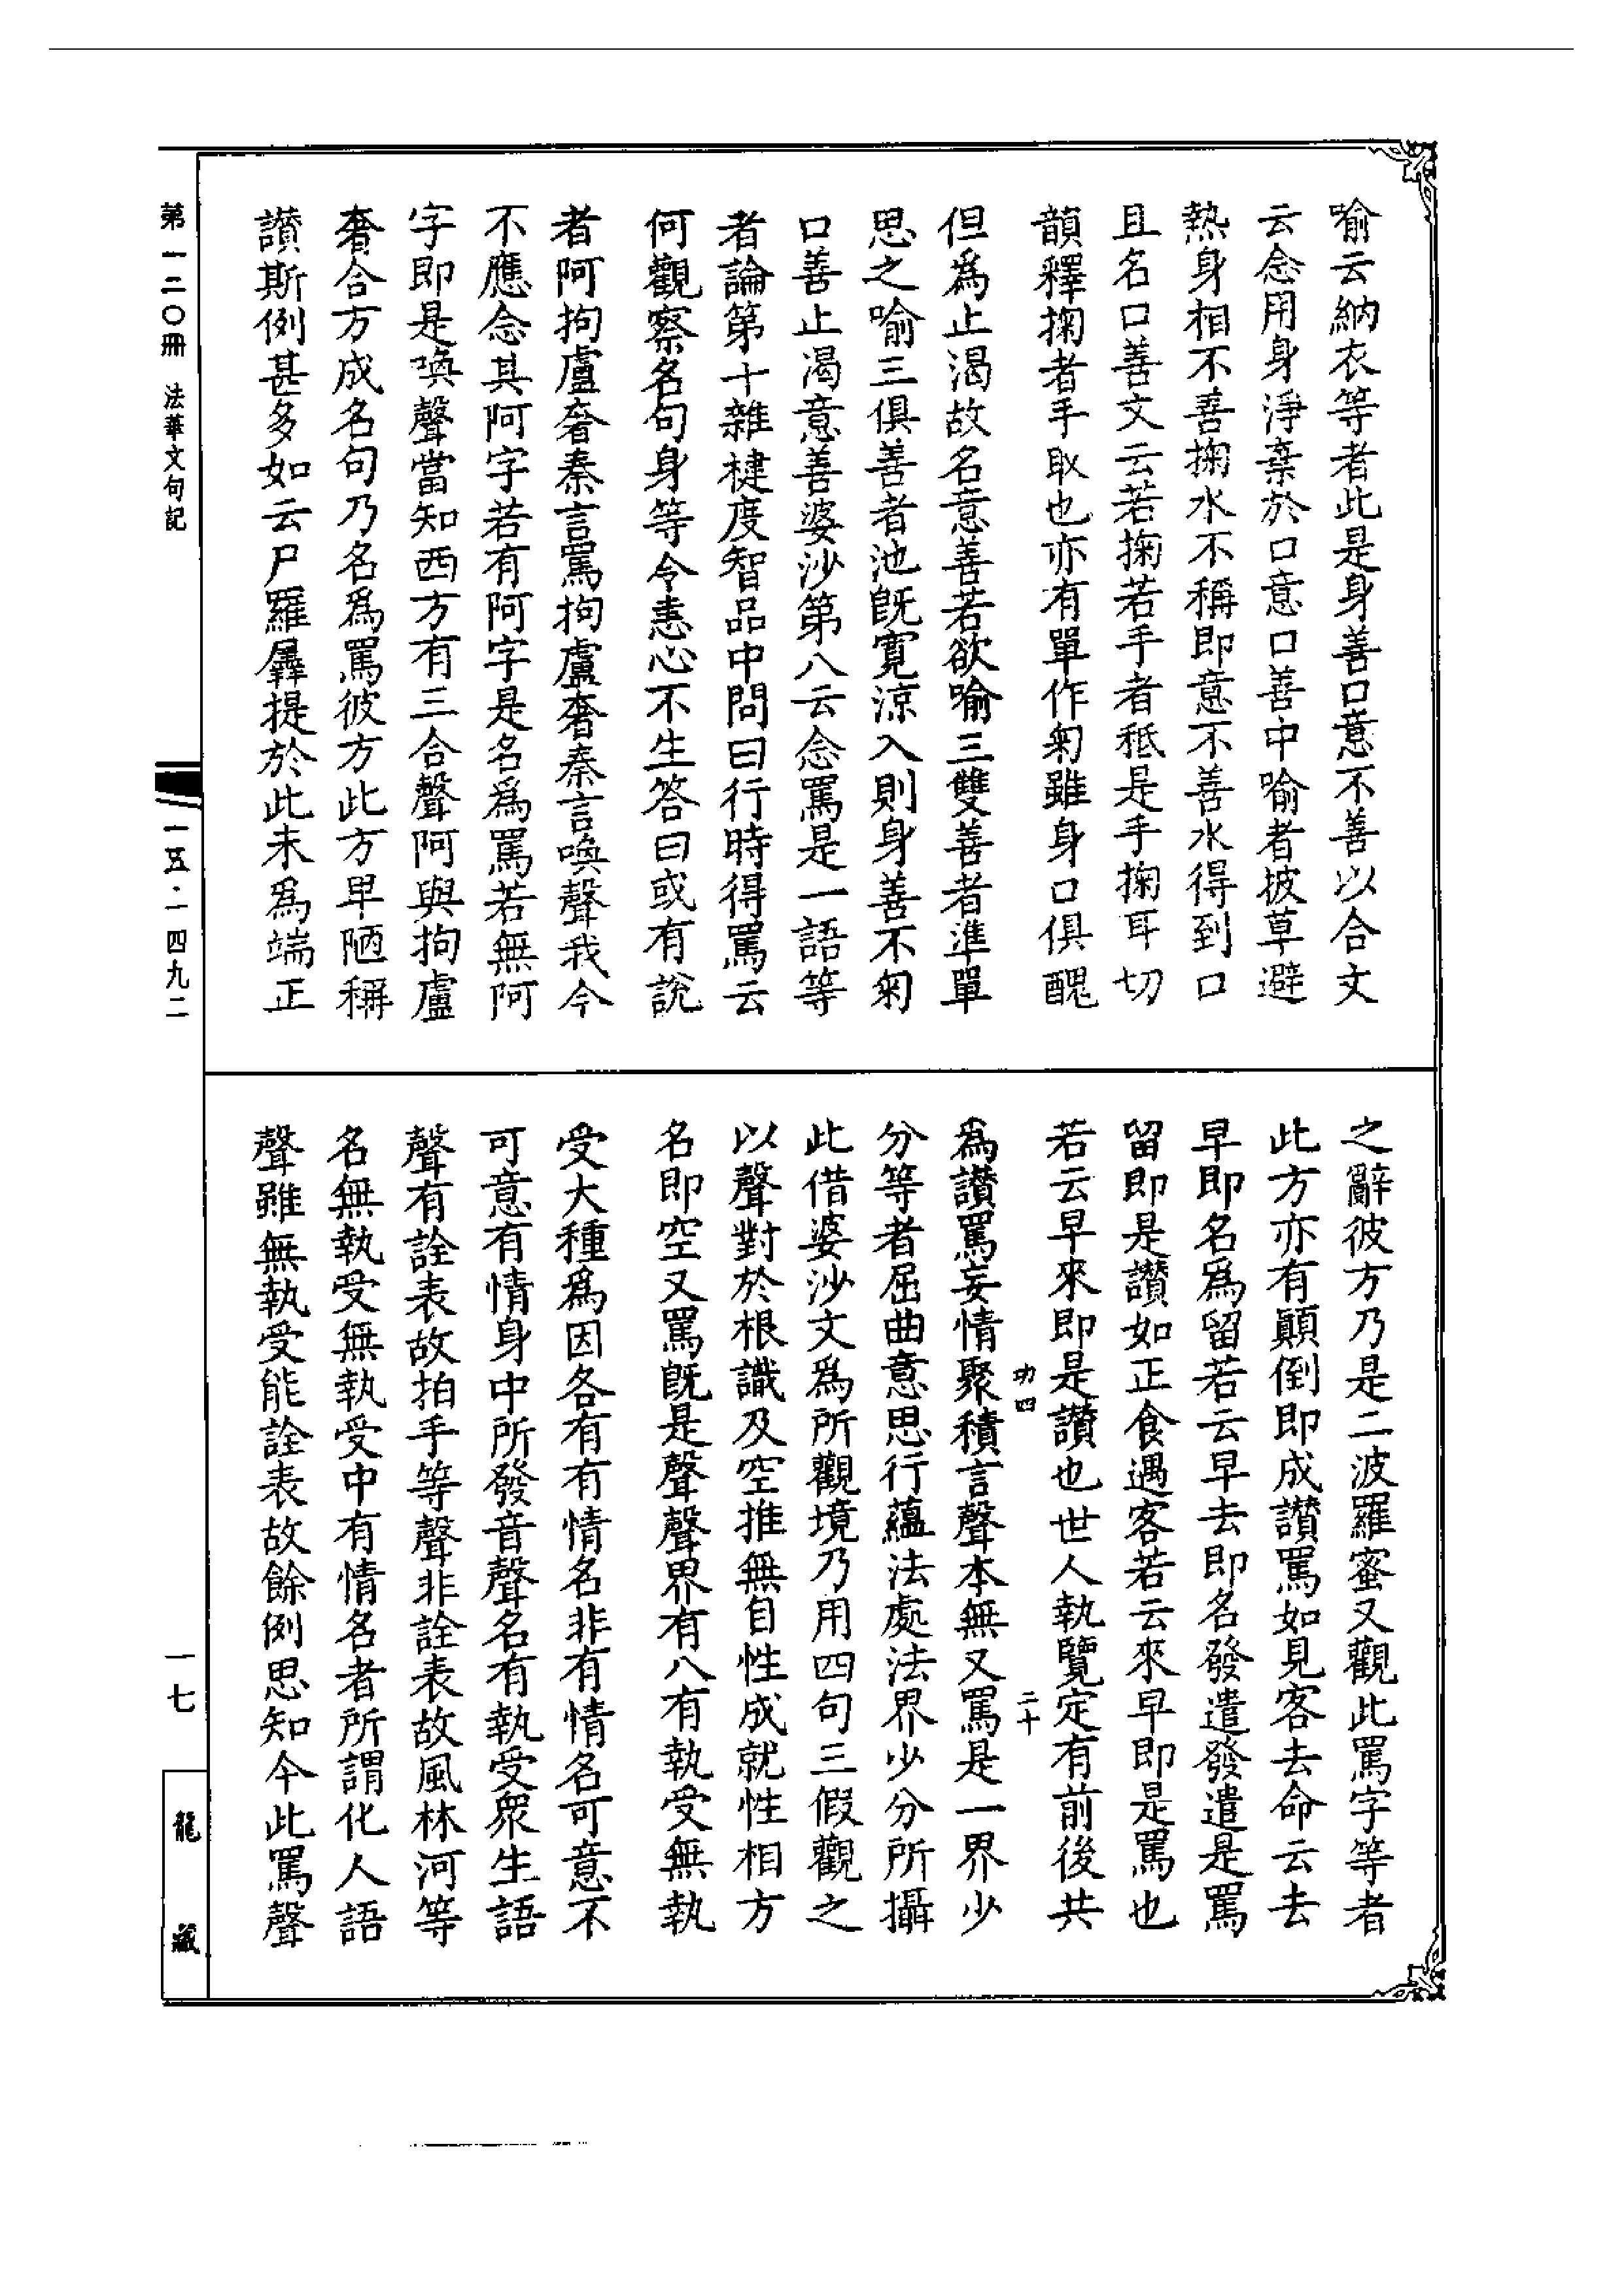 喻云納衣等者此是身善口意不善以合文
云念用身淨棄於口意口善中喻者披草避
熱身相不善掬水不稱即意不善水得到口
且名口善文云若掬若手者秖是手掬耳切
韻釋掬者手取也亦有單作匊雖身口俱醜
但爲止渴故名意善若欲喻三雙善者準單
思之喻三俱善者池旣寬涼入則身善不匊
口善止渴意善婆沙第八云念罵是一語等
者論第十雜犍度智品中問曰行時得罵云
何觀察名句身等令恚心不生答曰或有說
者阿拘盧奢秦言罵拘盧奢秦言喚聲我今
不應念其阿字若有阿字是名爲罵若無阿
字即是喚聲當知西方有三合聲阿與拘盧
奢合方成名句乃名爲罵彼方此方卑陋稱
讚斯例甚多如云尸羅羼提於此未爲端正
之辭彼方乃是二波羅蜜又觀此罵字等者
此方亦有顚倒即成讚罵如見客去命云去
早即名爲留若云早去即名發遣發遣是罵
留即是讚如正食遇客若云來早即是罵也
若云早來即是讚也世人執覽定有前後共
功四 二十
爲讚罵妄情聚積言聲本無又罵是一界少
分等者屈曲意思行蘊法處法界少分所攝
此借婆沙文爲所觀境乃用四句三假觀之
以聲對於根識及空推無自性成就性相方
名即空又罵旣是聲聲界有八有執受無執
受大種爲因各有有情名非有情名可意不
可意有情身中所發音聲名有執受衆生語
聲有詮表故拍手等聲非詮表故風林河等
名無執受無執受中有情名者所謂化人語
聲雖無執受能詮表故餘例思知今此罵聲
第一二〇冊 法華文句記
一五·一四九二
一七
龍藏